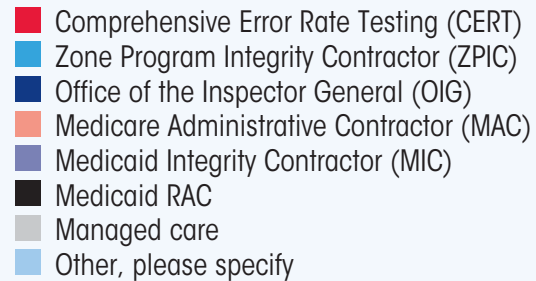 Comprehensive Error Rate Testing (CERT)
Zone Program Integrity Contractor (ZPIC)
Office of the Inspector General (OIG)
Medicare Administrative Contractor (MAC)
Medicaid Integrity Contractor (MIC)
Medicaid RAC
Managed care
Other, please specify